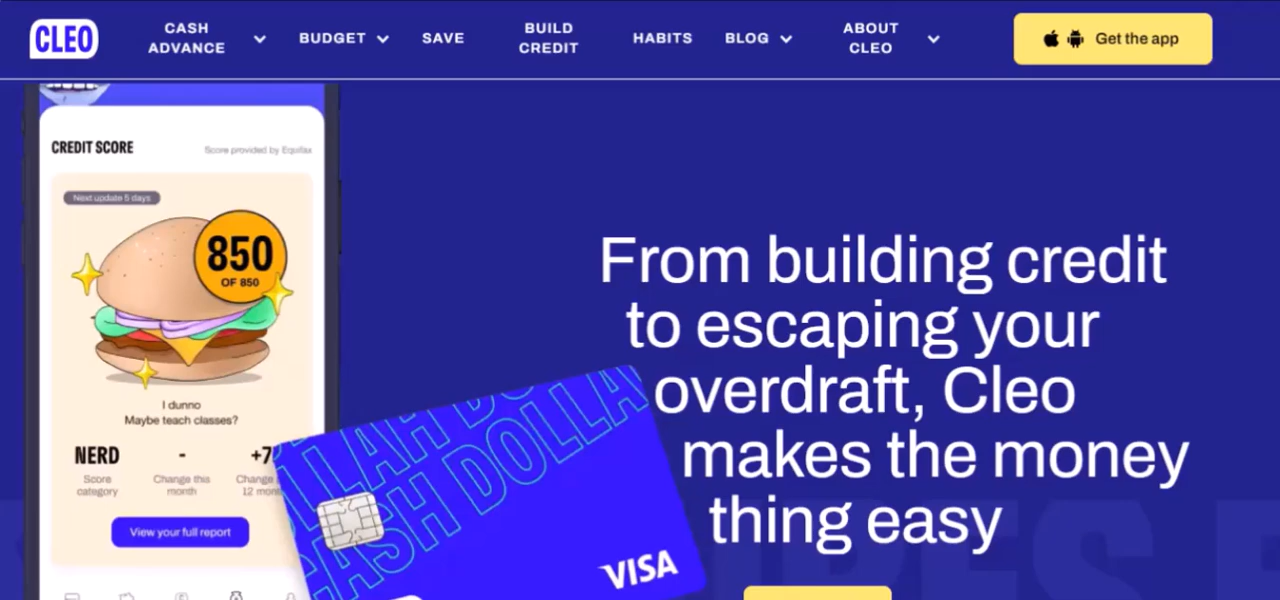 CLEO
CASH
ADVANCE
BUDGET
SAVE
BUILD
CREDIT
HABITS
BLOG
ABOUT
CLEO
Get the app
CREDIT SCORE
Score provided by Equifax
Next update 5 days
850
OF 850
I dunno
Maybe teach classes?
NERD
-
+7
Score
category
Change this
month
Change
12 mon
View your full report
CASH DOLLA
VISA
From building credit
to escaping your
overdraft, Cleo
makes the money
thing easy